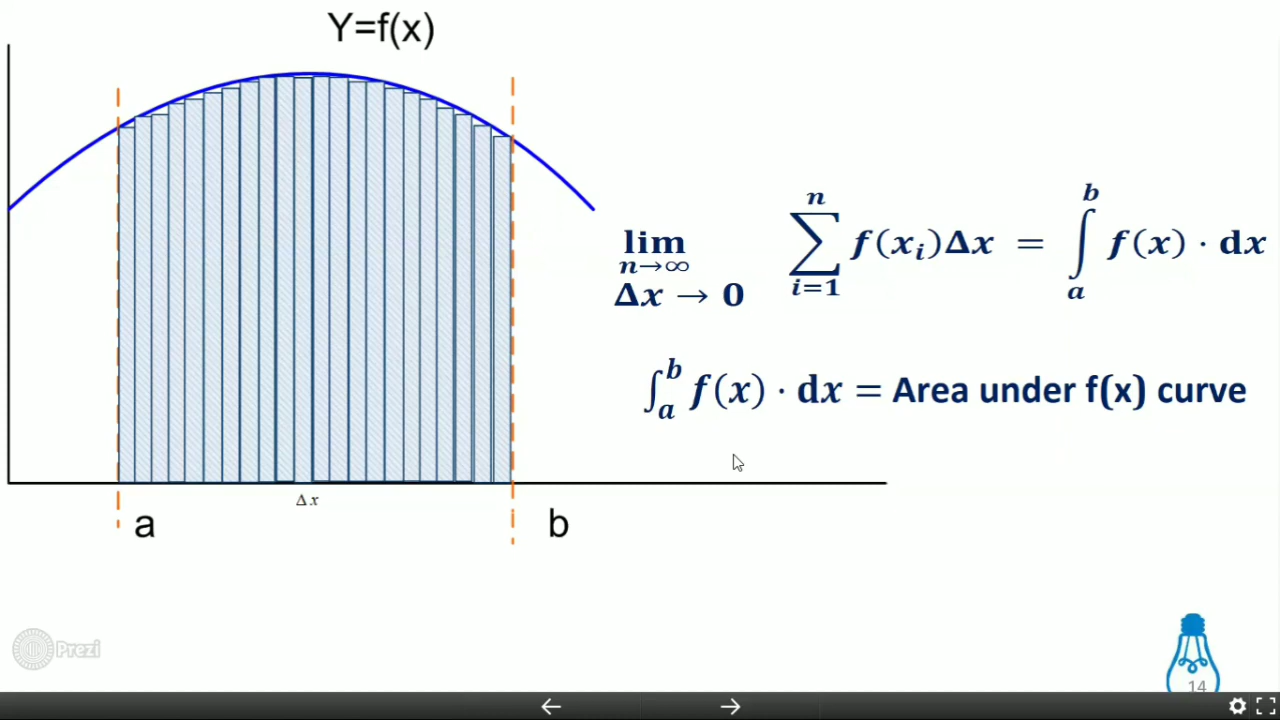 Y=f(x)
lim n→∞ Δx → 0 ∑ i=1 n f(xᵢ)Δx = ∫ a b f(x) · dx
∫ₐᵇ f(x) · dx = Area under f(x) curve
Δx
a b
Prezi
14